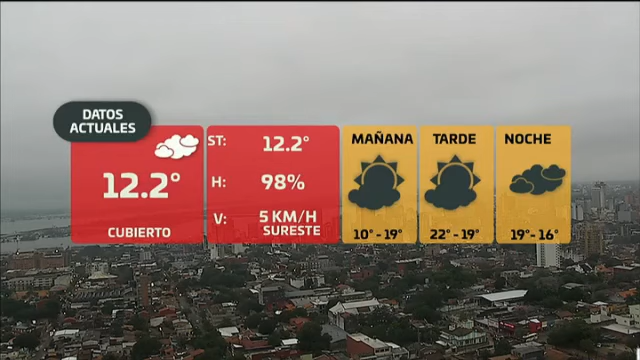 DATOS
ACTUALES
12.2°
CUBIERTO
ST: 12.2°
H: 98%
V: 5 KM/H
SURESTE
MAÑANA
10° - 19°
TARDE
22° - 19°
NOCHE
19° - 16°